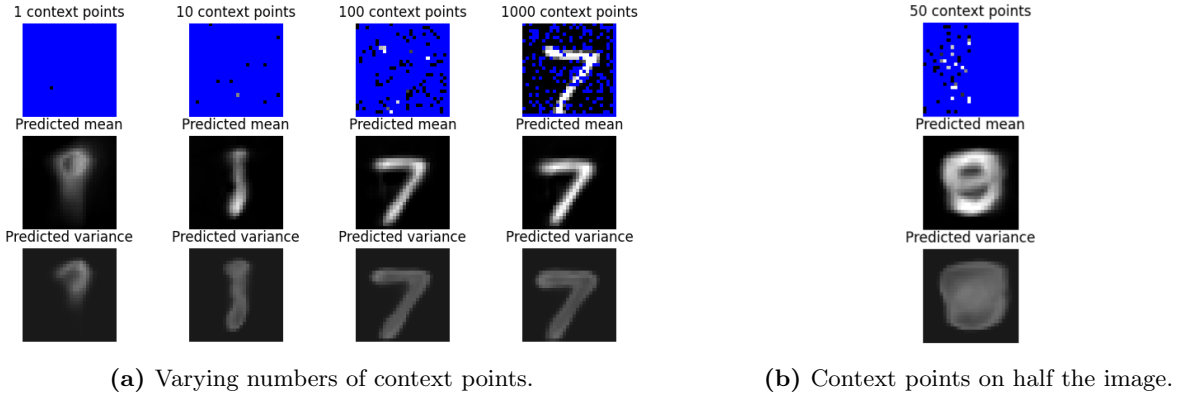 1 context points 10 context points 100 context points 1000 context points 50 context points
Predicted mean Predicted mean Predicted mean Predicted mean Predicted mean
Predicted variance Predicted variance Predicted variance Predicted variance Predicted variance
(a) Varying numbers of context points. (b) Context points on half the image.